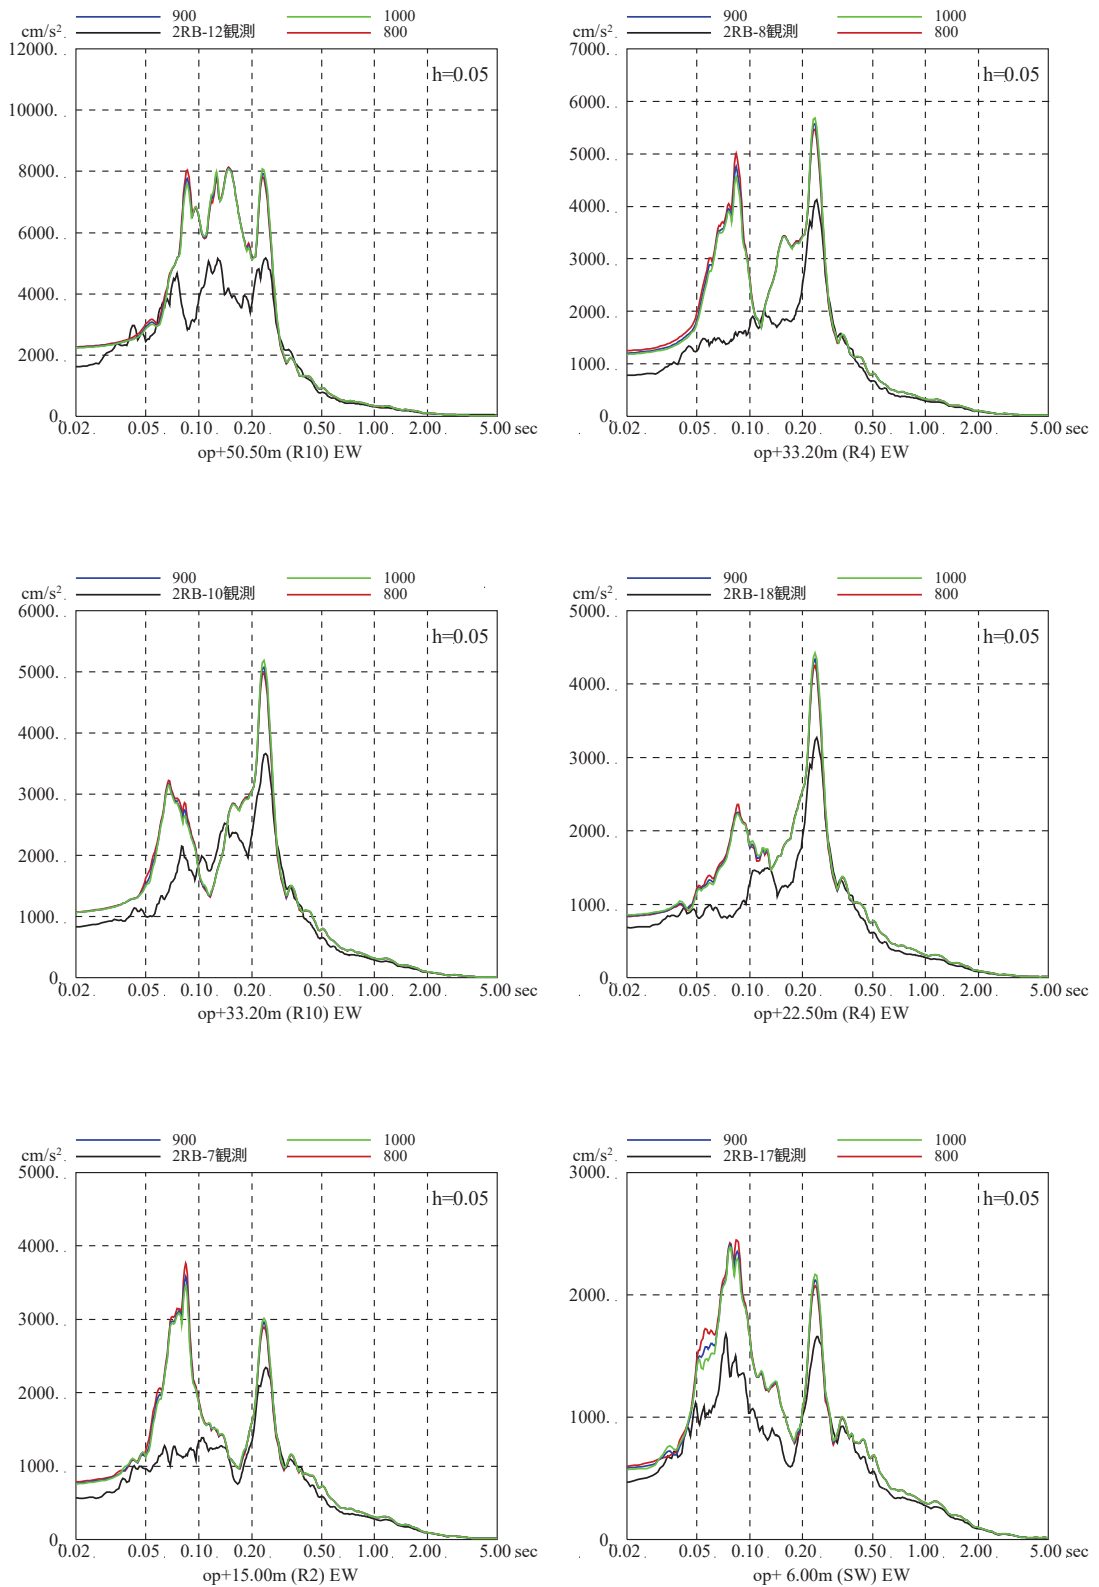 900 1000
cm/s². 2RB-12観測 800
12000.
h=0.05
10000.
8000.
6000.
4000.
2000.
0.
0.02 0.05 0.10 0.20 0.50 1.00 2.00 5.00 sec
op+50.50m (R10) EW
900 1000
cm/s². 2RB-8観測 800
7000.
h=0.05
6000.
5000.
4000.
3000.
2000.
1000.
0.
0.02 0.05 0.10 0.20 0.50 1.00 2.00 5.00 sec
op+33.20m (R4) EW
900 1000
cm/s². 2RB-10観測 800
6000.
h=0.05
5000.
4000.
3000.
2000.
1000.
0.
0.02 0.05 0.10 0.20 0.50 1.00 2.00 5.00 sec
op+33.20m (R10) EW
900 1000
cm/s². 2RB-18観測 800
5000.
h=0.05
4000.
3000.
2000.
1000.
0.
0.02 0.05 0.10 0.20 0.50 1.00 2.00 5.00 sec
op+22.50m (R4) EW
900 1000
cm/s². 2RB-7観測 800
5000.
h=0.05
4000.
3000.
2000.
1000.
0.
0.02 0.05 0.10 0.20 0.50 1.00 2.00 5.00 sec
op+15.00m (R2) EW
900 1000
cm/s². 2RB-17観測 800
3000.
h=0.05
2000.
1000.
0.
0.02 0.05 0.10 0.20 0.50 1.00 2.00 5.00 sec
op+ 6.00m (SW) EW